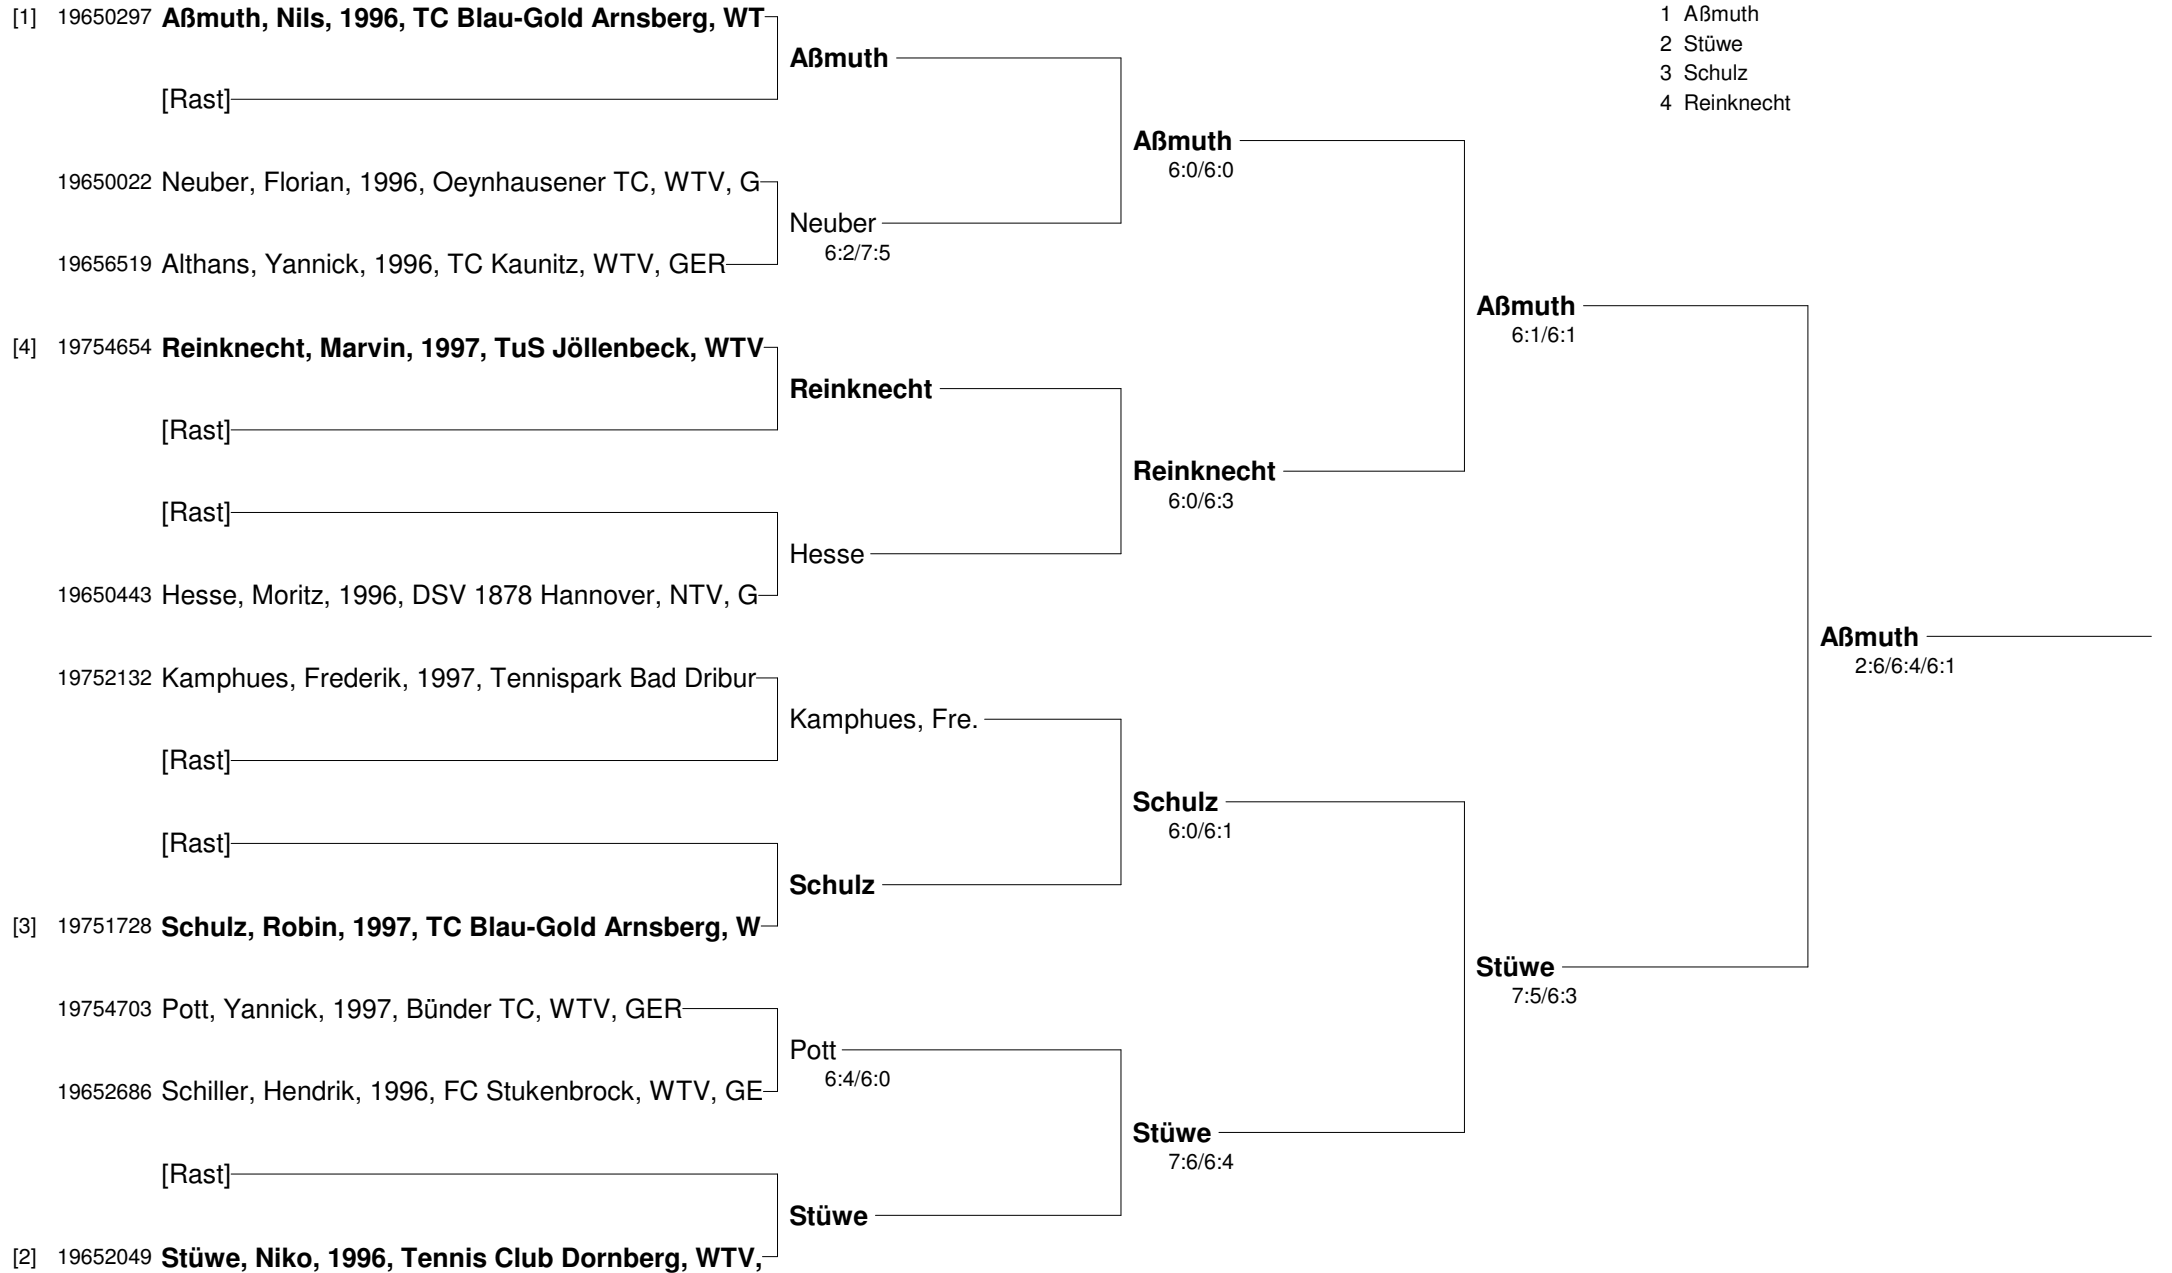 [1] 19650297 Aßmuth, Nils, 1996, TC Blau-Gold Arnsberg, WT
1 Aßmuth
2 Stüwe
3 Schulz
4 Reinknecht
Aßmuth
[Rast]
Aßmuth
6:0/6:0
19650022 Neuber, Florian, 1996, Oeynhausener TC, WTV, G
Neuber
6:2/7:5
19656519 Althans, Yannick, 1996, TC Kaunitz, WTV, GER
Aßmuth
6:1/6:1
[4] 19754654 Reinknecht, Marvin, 1997, TuS Jöllenbeck, WTV
Reinknecht
[Rast]
Reinknecht
6:0/6:3
[Rast]
Hesse
19650443 Hesse, Moritz, 1996, DSV 1878 Hannover, NTV, G
Aßmuth
2:6/6:4/6:1
19752132 Kamphues, Frederik, 1997, Tennispark Bad Dribur
Kamphues, Fre.
[Rast]
Schulz
6:0/6:1
[Rast]
Schulz
[3] 19751728 Schulz, Robin, 1997, TC Blau-Gold Arnsberg, W
Stüwe
7:5/6:3
19754703 Pott, Yannick, 1997, Bünder TC, WTV, GER
Pott
6:4/6:0
19652686 Schiller, Hendrik, 1996, FC Stukenbrock, WTV, GE
Stüwe
7:6/6:4
[Rast]
Stüwe
[2] 19652049 Stüwe, Niko, 1996, Tennis Club Dornberg, WTV,